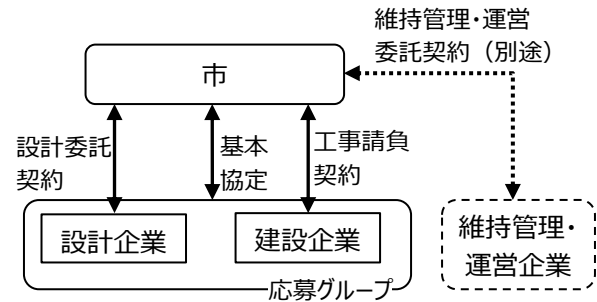 維持管理・運営
委託契約（別途）
市
設計委託
契約
基本
協定
工事請負
契約
設計企業
建設企業
応募グループ
維持管理・
運営企業